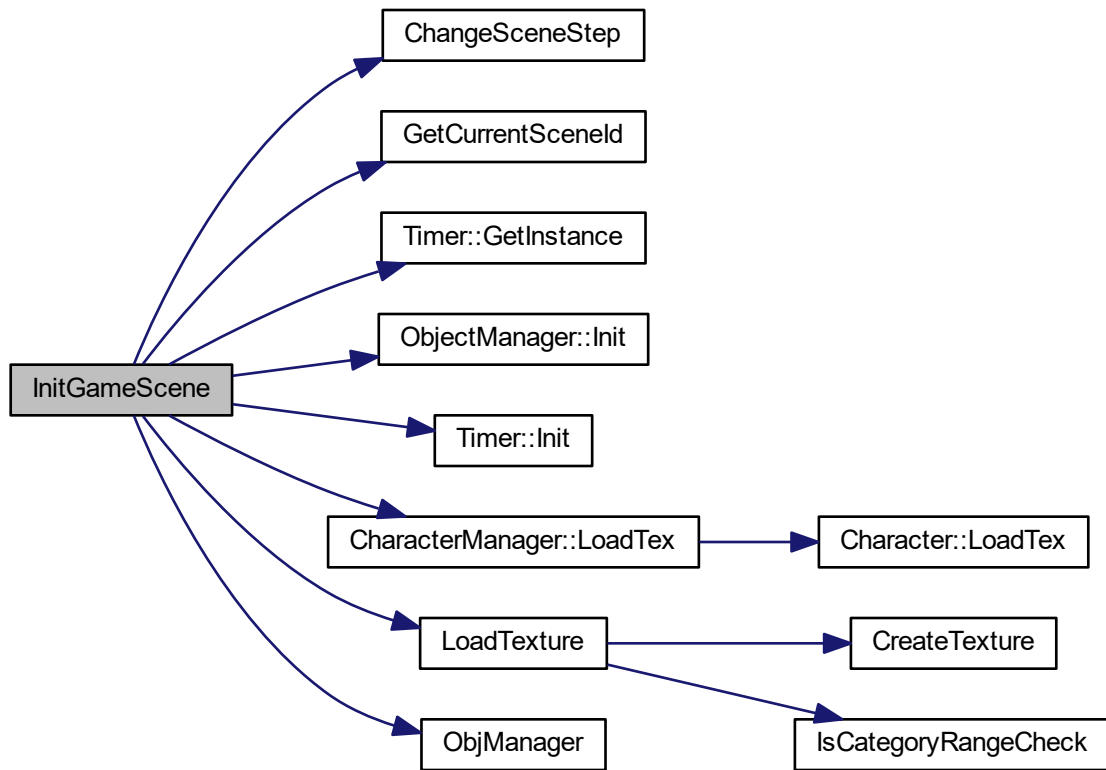 ChangeSceneStep
GetCurrentSceneId
Timer::GetInstance
ObjectManager::Init
InitGameScene
Timer::Init
CharacterManager::LoadTex
Character::LoadTex
LoadTexture
CreateTexture
ObjManager
IsCategoryRangeCheck